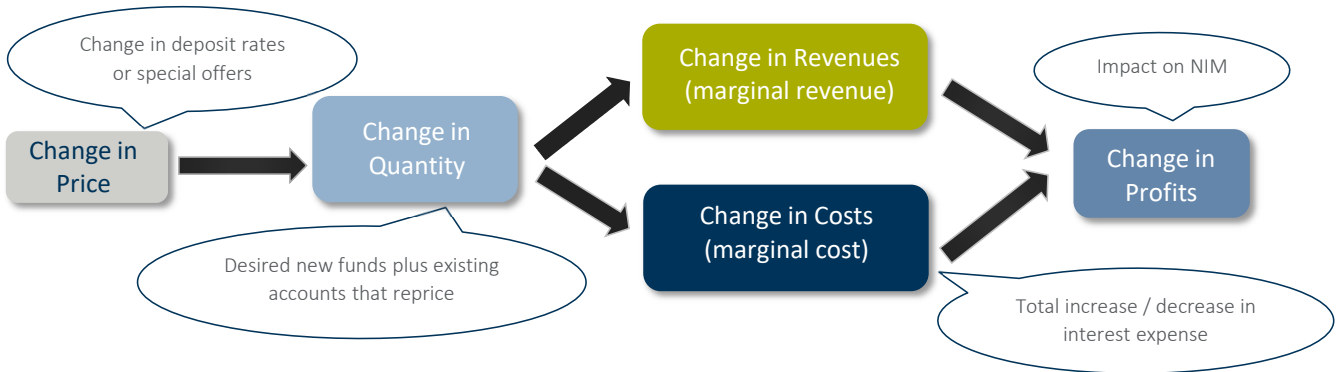 Change in deposit rates
or special offers
Change in
Price
Change in
Quantity
Desired new funds plus existing
accounts that reprice
Change in Revenues
(marginal revenue)
Change in Costs
(marginal cost)
Total increase / decrease in
interest expense
Impact on NIM
Change in
Profits